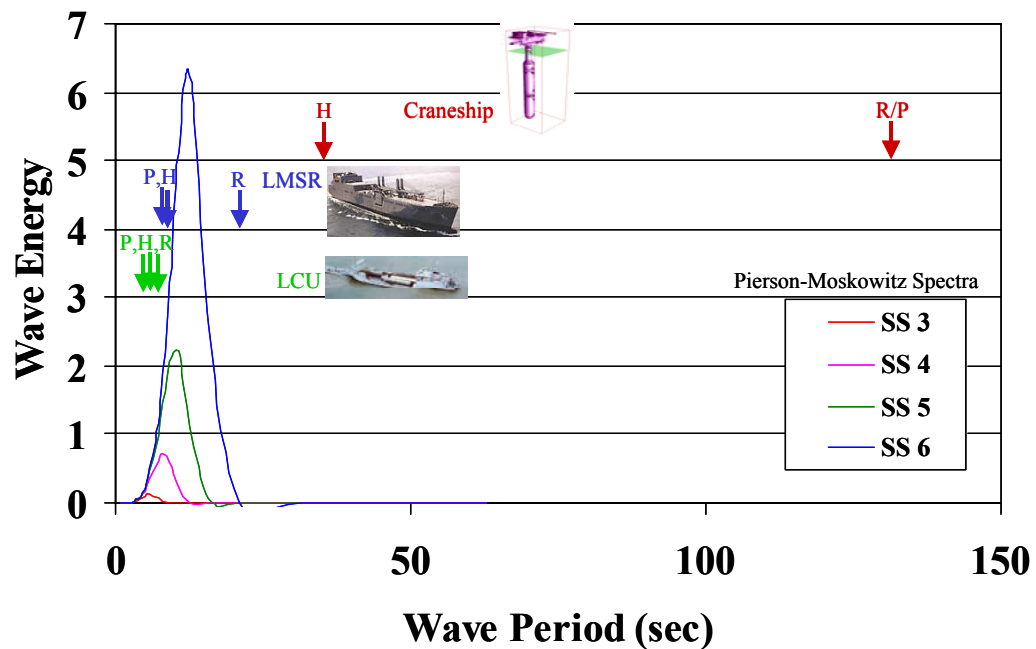 7
6
5
4
3
2
1
0
Wave Energy
H
Craneship
R/P
P,H
R
LMSR
P,H,R
LCU
Pierson-Moskowitz Spectra
SS 3
SS 4
SS 5
SS 6
0
50
100
150
Wave Period (sec)